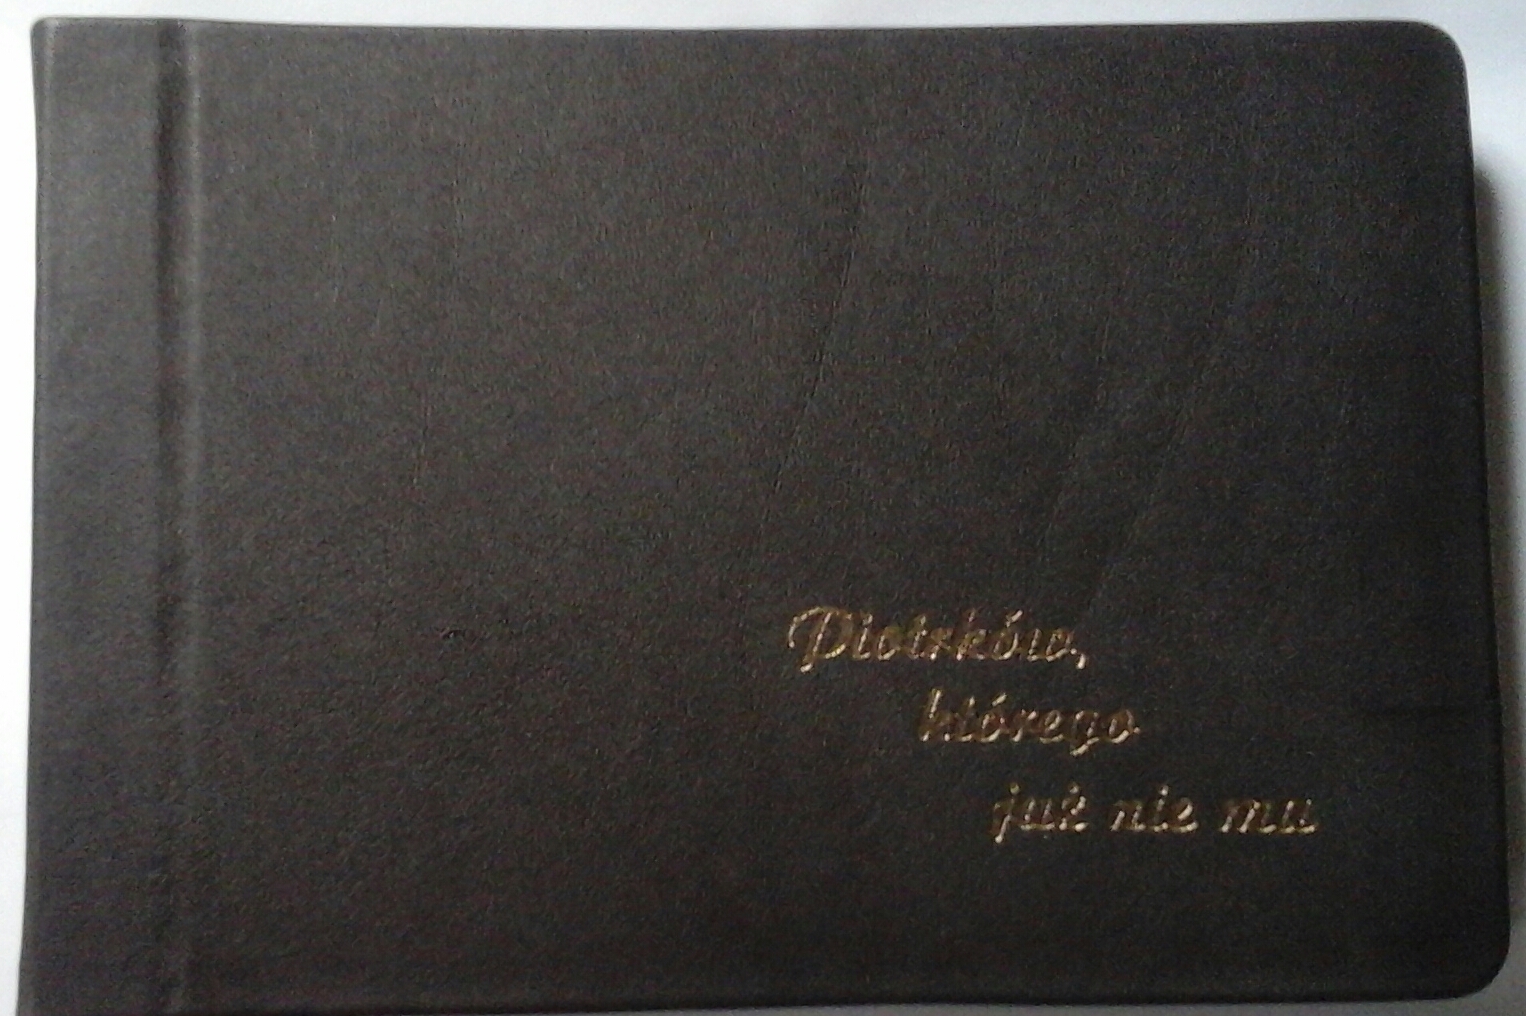 Piotrków,
którego
już nie ma